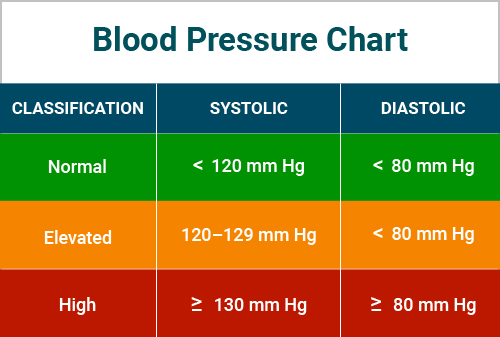 Blood Pressure Chart
CLASSIFICATION SYSTOLIC DIASTOLIC
Normal < 120 mm Hg < 80 mm Hg
Elevated 120–129 mm Hg < 80 mm Hg
High ≥ 130 mm Hg ≥ 80 mm Hg